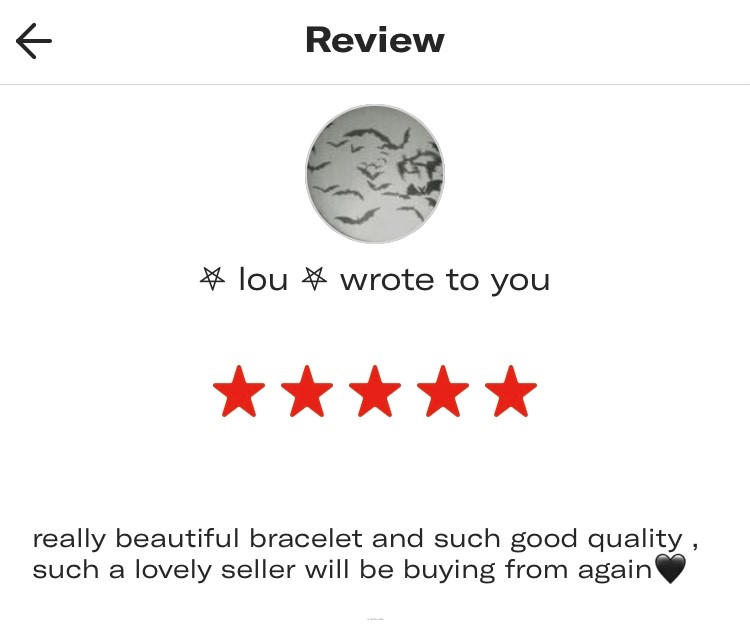 Review
⛧ lou ⛧ wrote to you
really beautiful bracelet and such good quality ,
such a lovely seller will be buying from again🖤